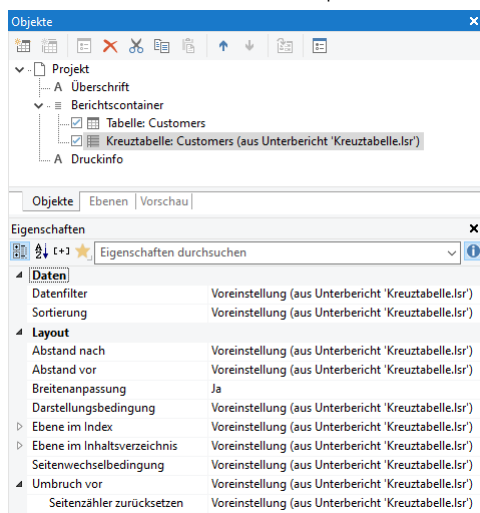 Objekte
Projekt
A Überschrift
Berichtscontainer
Tabelle: Customers
Kreuztabelle: Customers (aus Unterbericht 'Kreuztabelle.lsr')
A Druckinfo
Objekte Ebenen Vorschau
Eigenschaften
Eigenschaften durchsuchen
Daten
Datenfilter Voreinstellung (aus Unterbericht 'Kreuztabelle.lsr')
Sortierung Voreinstellung (aus Unterbericht 'Kreuztabelle.lsr')
Layout
Abstand nach Voreinstellung (aus Unterbericht 'Kreuztabelle.lsr')
Abstand vor Voreinstellung (aus Unterbericht 'Kreuztabelle.lsr')
Breitenanpassung Ja
Darstellungsbedingung Voreinstellung (aus Unterbericht 'Kreuztabelle.lsr')
Ebene im Index Voreinstellung (aus Unterbericht 'Kreuztabelle.lsr')
Ebene im Inhaltsverzeichnis Voreinstellung (aus Unterbericht 'Kreuztabelle.lsr')
Seitenwechselbedingung Voreinstellung (aus Unterbericht 'Kreuztabelle.lsr')
Umbruch vor Voreinstellung (aus Unterbericht 'Kreuztabelle.lsr')
Seitenzähler zurücksetzen Voreinstellung (aus Unterbericht 'Kreuztabelle.lsr')